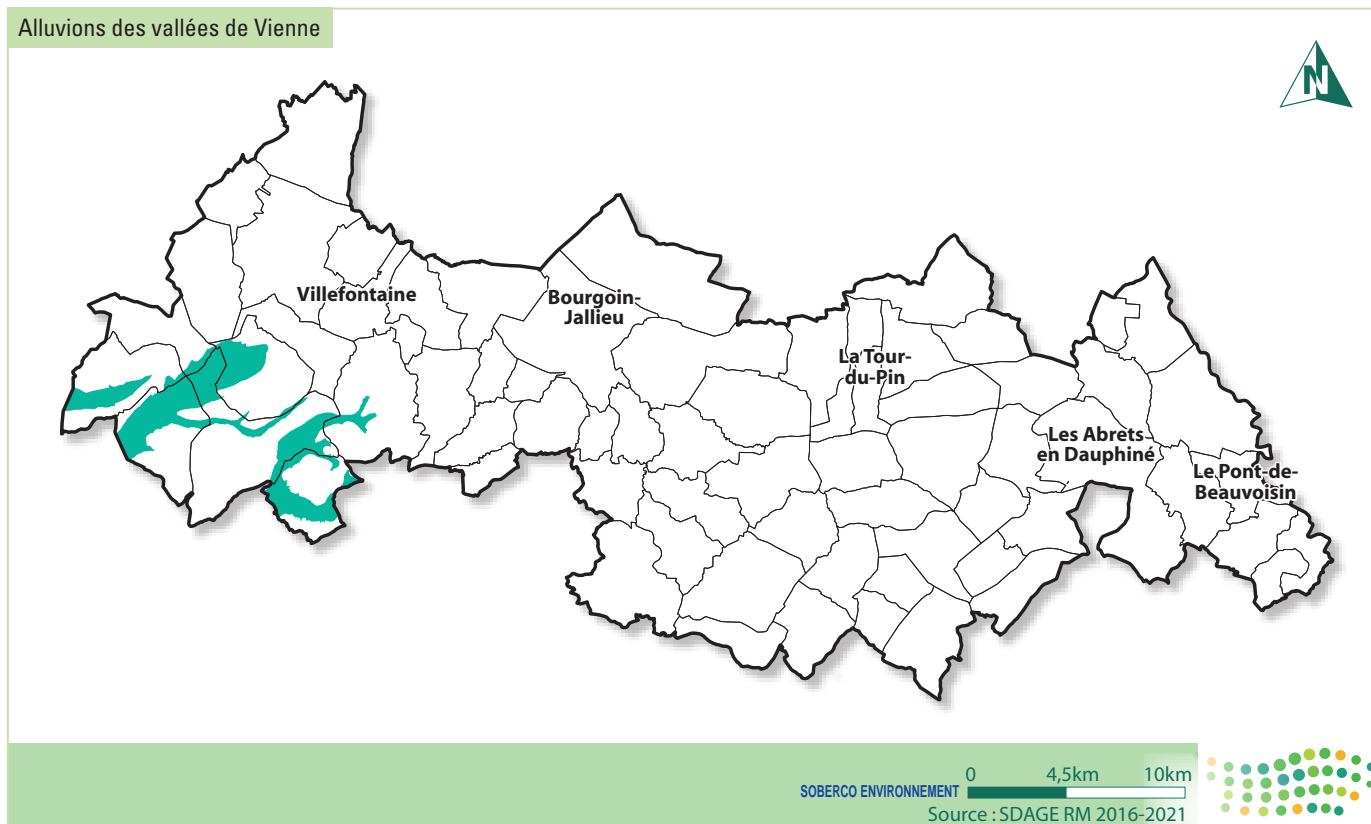 Alluvions des vallées de Vienne
N
Villefontaine
Bourgoin-
Jallieu
La Tour-
du-Pin
Les Abrets
en Dauphiné
Le Pont-de-
Beauvoisin
0 4,5km 10km
SOBERCO ENVIRONNEMENT
Source : SDAGE RM 2016-2021